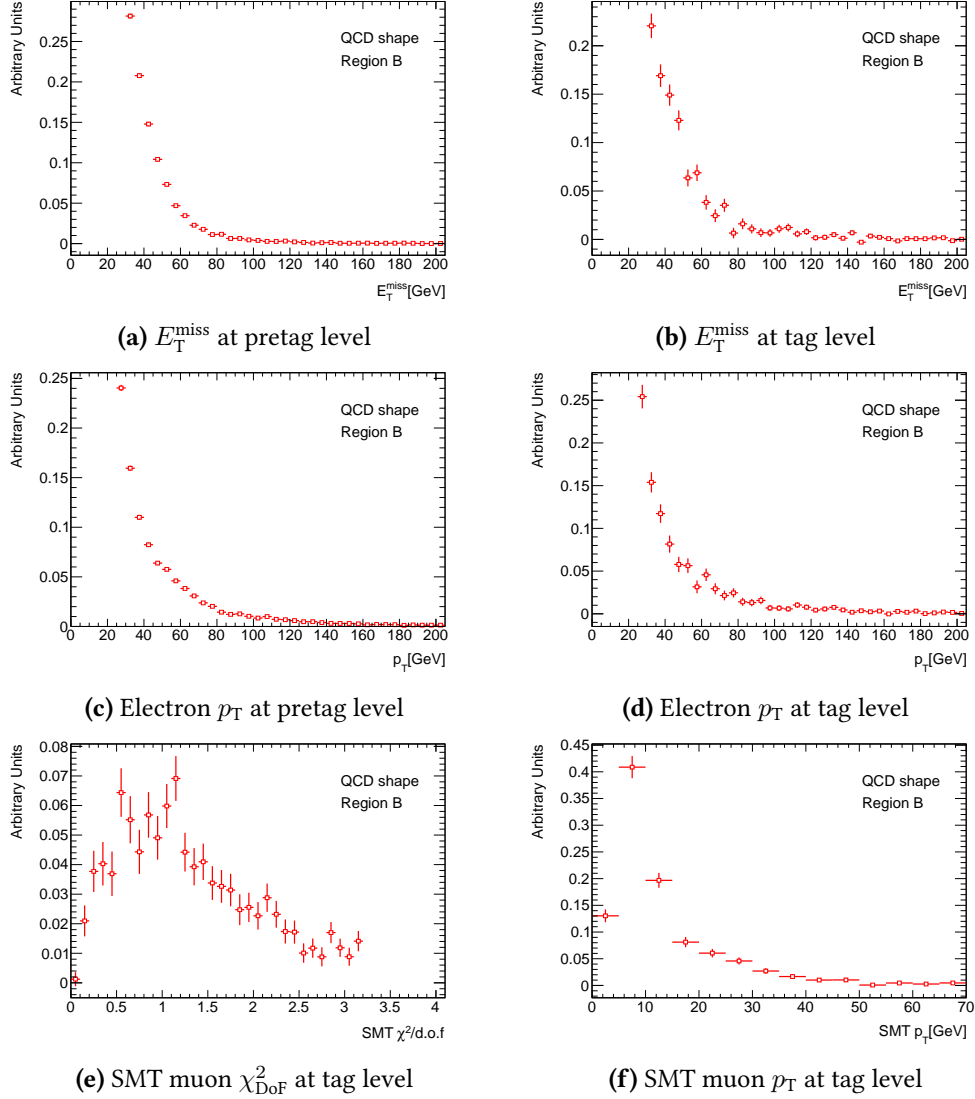 Arbitrary Units
QCD shape
Region B
0.25
0.2
0.15
0.1
0.05
0
0 20 40 60 80 100 120 140 160 180 200
E_T^miss[GeV]
(a) E_T^miss at pretag level
Arbitrary Units
QCD shape
Region B
0.2
0.15
0.1
0.05
0
0 20 40 60 80 100 120 140 160 180 200
E_T^miss[GeV]
(b) E_T^miss at tag level
Arbitrary Units
QCD shape
Region B
0.25
0.2
0.15
0.1
0.05
0
0 20 40 60 80 100 120 140 160 180 200
p_T[GeV]
(c) Electron p_T at pretag level
Arbitrary Units
QCD shape
Region B
0.25
0.2
0.15
0.1
0.05
0
0 20 40 60 80 100 120 140 160 180 200
p_T[GeV]
(d) Electron p_T at tag level
Arbitrary Units
QCD shape
Region B
0.08
0.07
0.06
0.05
0.04
0.03
0.02
0.01
0
0 0.5 1 1.5 2 2.5 3 3.5 4
SMT χ²/d.o.f
(e) SMT muon χ²_DoF at tag level
Arbitrary Units
QCD shape
Region B
0.45
0.4
0.35
0.3
0.25
0.2
0.15
0.1
0.05
0
0 10 20 30 40 50 60 70
SMT p_T[GeV]
(f) SMT muon p_T at tag level